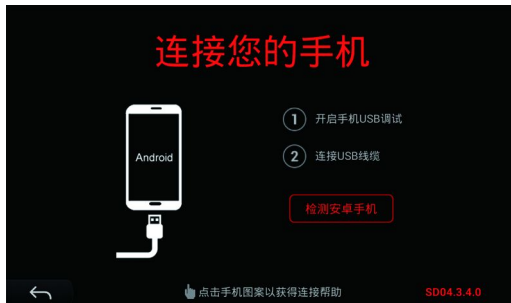 连接您的手机
Android
1 开启手机USB调试
2 连接USB线缆
检测安卓手机
点击手机图案以获得连接帮助
SD04.3.4.0